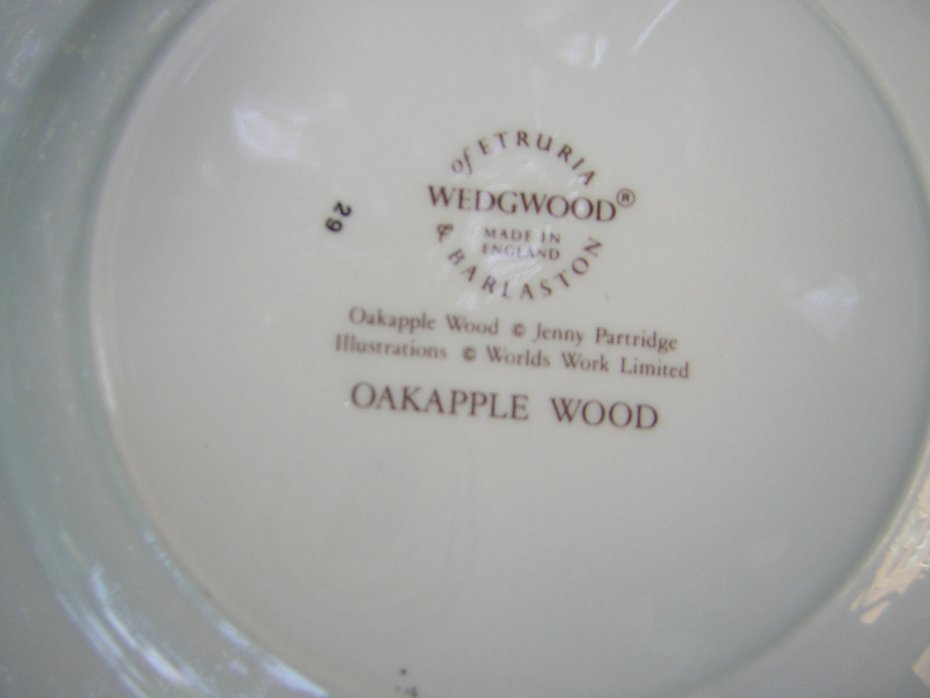 of ETRURIA
WEDGWOOD®
MADE IN
ENGLAND
& BARLASTON
29
Oakapple Wood © Jenny Partridge
Illustrations © Worlds Work Limited
OAKAPPLE WOOD